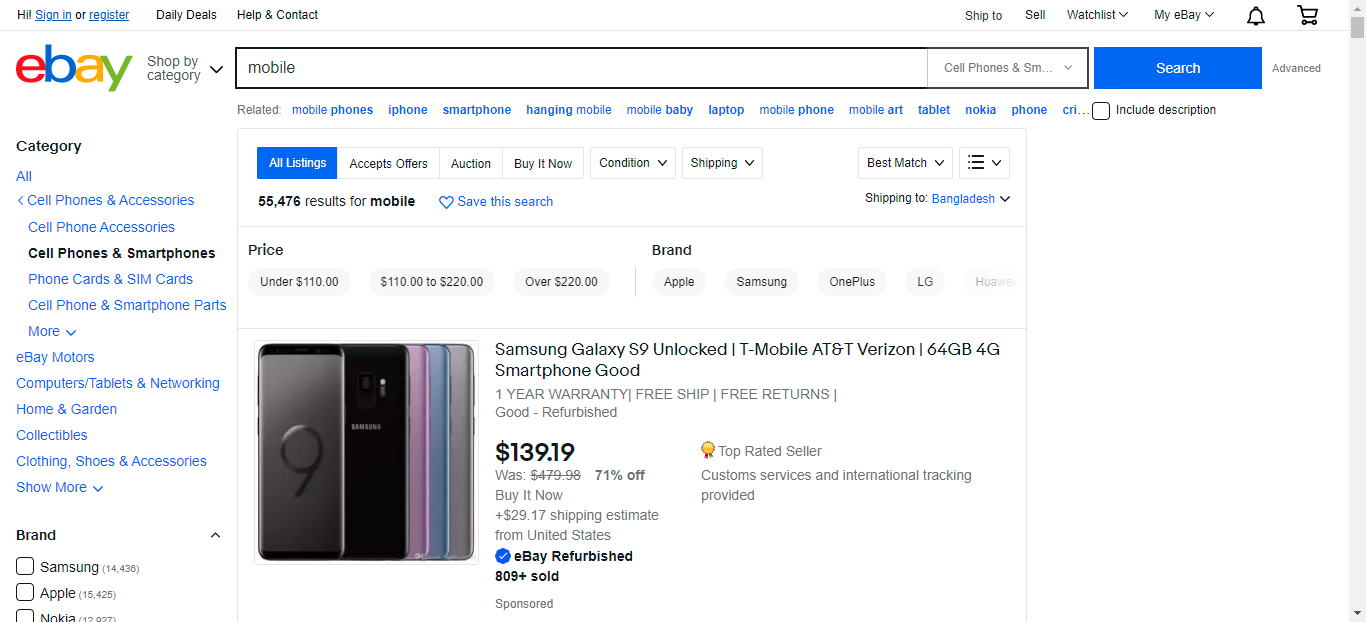 Hi! Sign in or register Daily Deals Help & Contact Ship to Sell Watchlist My eBay
ebay Shop by category mobile Cell Phones & Sm... Search Advanced
Related: mobile phones iphone smartphone hanging mobile mobile baby laptop mobile phone mobile art tablet nokia phone cri... Include description
Category
All
Cell Phones & Accessories
Cell Phone Accessories
Cell Phones & Smartphones
Phone Cards & SIM Cards
Cell Phone & Smartphone Parts
More
eBay Motors
Computers/Tablets & Networking
Home & Garden
Collectibles
Clothing, Shoes & Accessories
Show More
Brand
Samsung (14,436)
Apple (15,425)
Nokia (12,927)
All Listings Accepts Offers Auction Buy It Now Condition Shipping Best Match
55,476 results for mobile Save this search Shipping to: Bangladesh
Price
Under $110.00 $110.00 to $220.00 Over $220.00
Brand
Apple Samsung OnePlus LG Huawei
SAMSUNG
9
Samsung Galaxy S9 Unlocked | T-Mobile AT&T Verizon | 64GB 4G
Smartphone Good
1 YEAR WARRANTY| FREE SHIP | FREE RETURNS |
Good - Refurbished
$139.19
Was: $479.98 71% off
Buy It Now
+$29.17 shipping estimate
from United States
eBay Refurbished
809+ sold
Sponsored
Top Rated Seller
Customs services and international tracking
provided